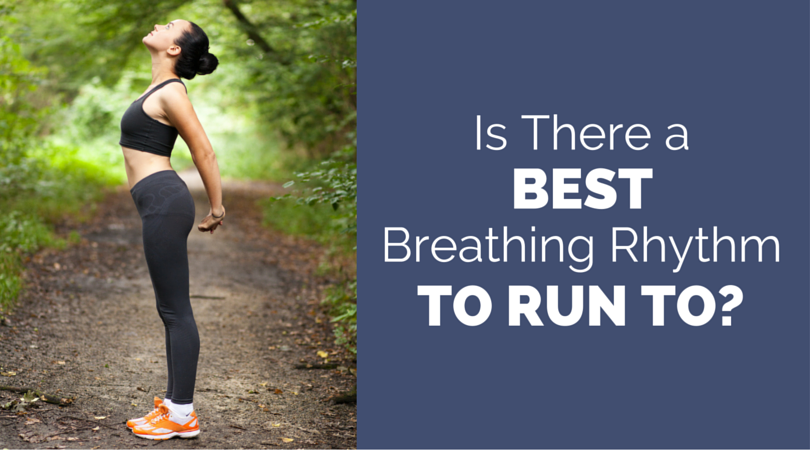 Is There a
BEST
Breathing Rhythm
TO RUN TO?